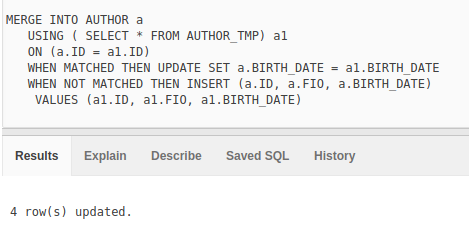 MERGE INTO AUTHOR a
USING ( SELECT * FROM AUTHOR_TMP) a1
ON (a.ID = a1.ID)
WHEN MATCHED THEN UPDATE SET a.BIRTH_DATE = a1.BIRTH_DATE
WHEN NOT MATCHED THEN INSERT (a.ID, a.FIO, a.BIRTH_DATE)
VALUES (a1.ID, a1.FIO, a1.BIRTH_DATE)
Results Explain Describe Saved SQL History
4 row(s) updated.